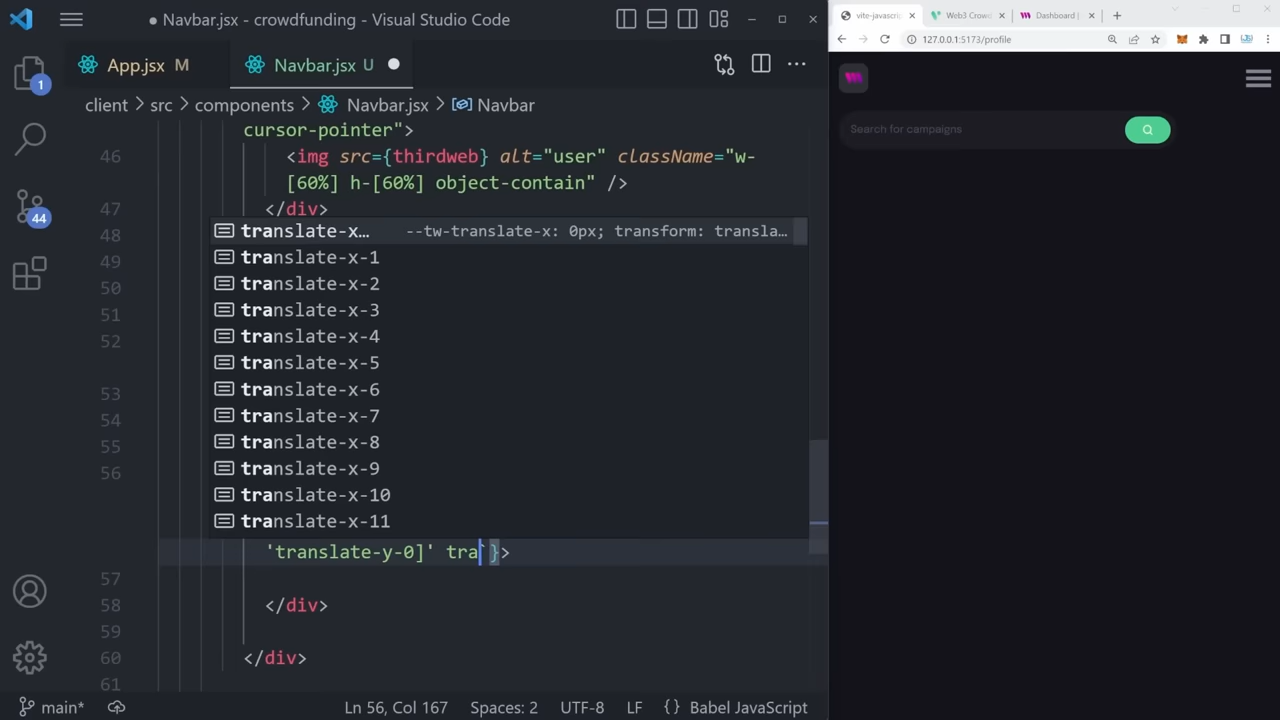 Navbar.jsx - crowdfunding - Visual Studio Code
App.jsx M
Navbar.jsx U
client > src > components > Navbar.jsx > Navbar
1
44
cursor-pointer">
46 <img src={thirdweb} alt="user" className="w-
[60%] h-[60%] object-contain" />
47 </div>
48 translate-x… --tw-translate-x: 0px; transform: transla…
49 translate-x-1
50 translate-x-2
51 translate-x-3
52 translate-x-4
translate-x-5
53 translate-x-6
54 translate-x-7
55 translate-x-8
56 translate-x-9
translate-x-10
translate-x-11
'translate-y-0]' tra`}>
57
58 </div>
59
60 </div>
61
main* Ln 56, Col 167 Spaces: 2 UTF-8 LF {} Babel JavaScript
vite-javascrip
Web3 Crow
Dashboard |
127.0.0.1:5173/profile
Search for campaigns